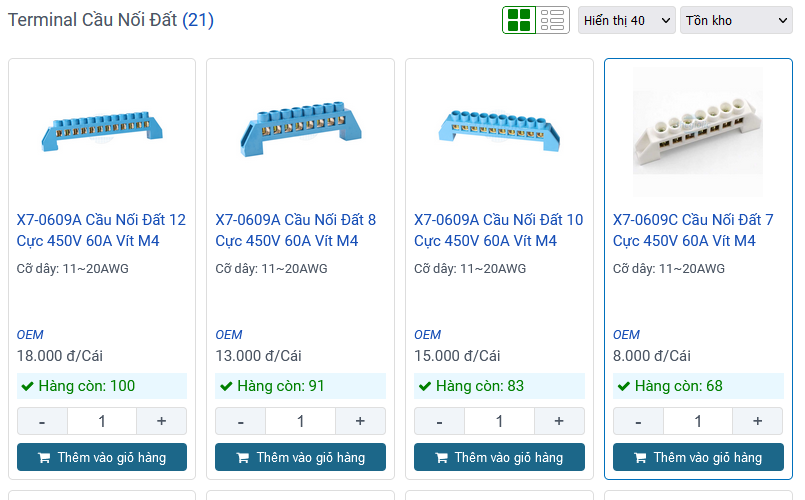 Terminal Cầu Nối Đất (21)
Hiển thị 40
Tồn kho
X7-0609A Cầu Nối Đất 12
Cực 450V 60A Vít M4
Cỡ dây: 11~20AWG
OEM
18.000 đ/Cái
Hàng còn: 100
- 1 +
Thêm vào giỏ hàng
X7-0609A Cầu Nối Đất 8
Cực 450V 60A Vít M4
Cỡ dây: 11~20AWG
OEM
13.000 đ/Cái
Hàng còn: 91
- 1 +
Thêm vào giỏ hàng
X7-0609A Cầu Nối Đất 10
Cực 450V 60A Vít M4
Cỡ dây: 11~20AWG
OEM
15.000 đ/Cái
Hàng còn: 83
- 1 +
Thêm vào giỏ hàng
X7-0609C Cầu Nối Đất 7
Cực 450V 60A Vít M4
Cỡ dây: 11~20AWG
OEM
8.000 đ/Cái
Hàng còn: 68
- 1 +
Thêm vào giỏ hàng